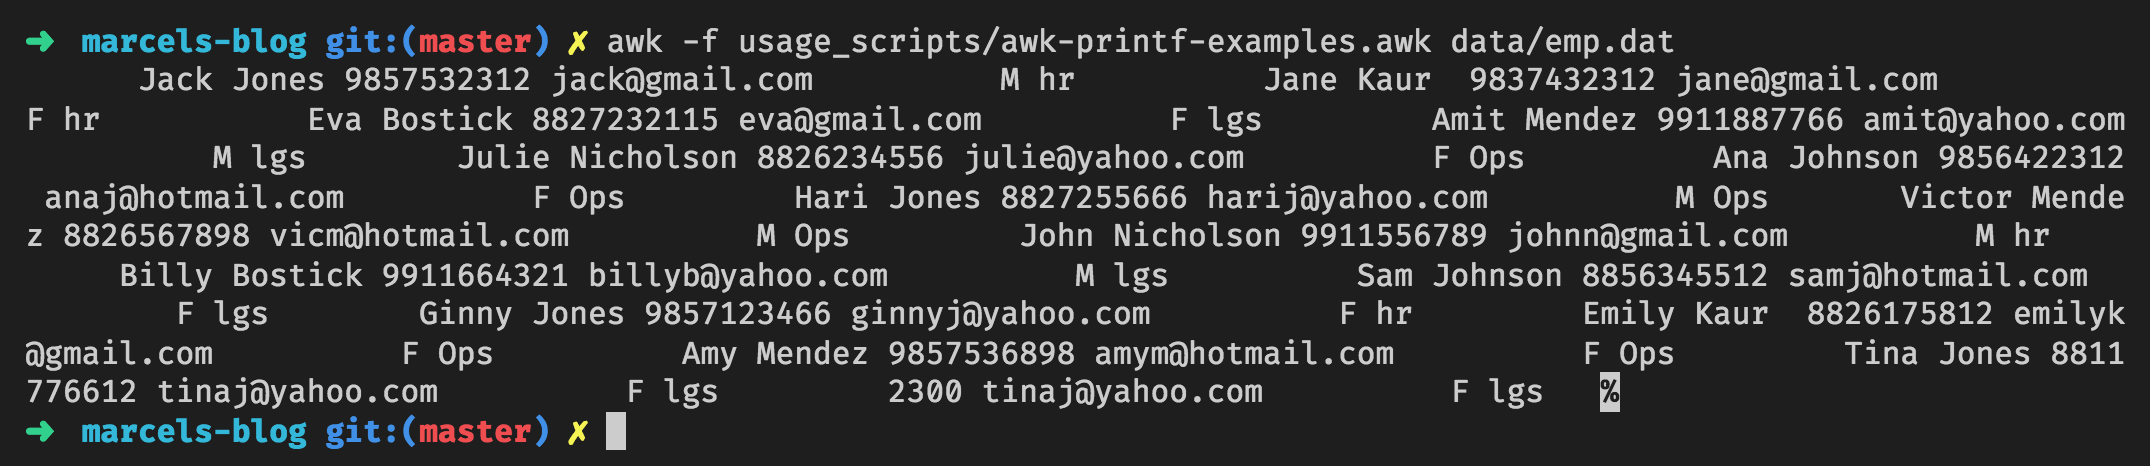 ➜ marcels-blog git:(master) ✗ awk -f usage_scripts/awk-printf-examples.awk data/emp.dat
      Jack Jones 9857532312 jack@gmail.com          M hr          Jane Kaur  9837432312 jane@gmail.com
F hr           Eva Bostick 8827232115 eva@gmail.com          F lgs         Amit Mendez 9911887766 amit@yahoo.com
          M lgs        Julie Nicholson 8826234556 julie@yahoo.com          F Ops          Ana Johnson 9856422312
 anaj@hotmail.com          F Ops         Hari Jones 8827255666 harij@yahoo.com          M Ops       Victor Mende
z 8826567898 vicm@hotmail.com          M Ops         John Nicholson 9911556789 johnn@gmail.com          M hr
     Billy Bostick 9911664321 billyb@yahoo.com          M lgs          Sam Johnson 8856345512 samj@hotmail.com
        F lgs        Ginny Jones 9857123466 ginnyj@yahoo.com          F hr         Emily Kaur  8826175812 emilyk
@gmail.com          F Ops          Amy Mendez 9857536898 amym@hotmail.com          F Ops         Tina Jones 8811
776612 tinaj@yahoo.com          F lgs         2300 tinaj@yahoo.com          F lgs   %
➜ marcels-blog git:(master) ✗